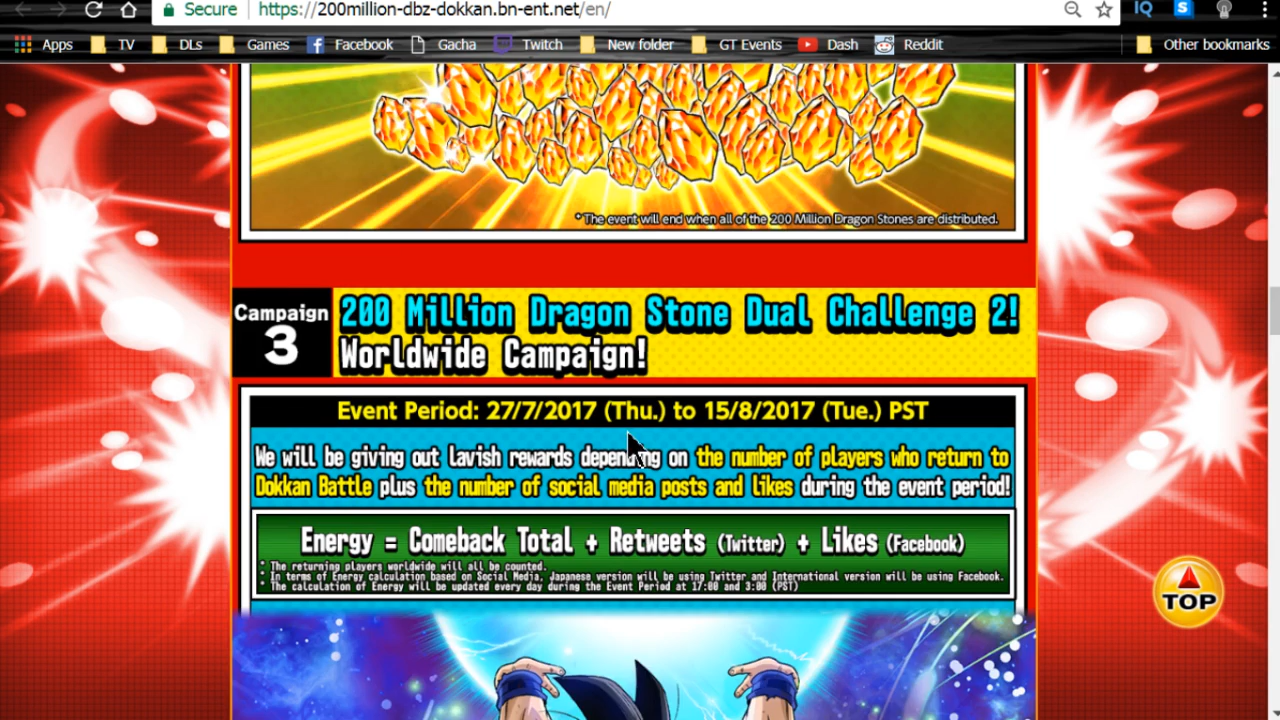 Secure https://200million-dbz-dokkan.bn-ent.net/en/
Apps TV DLs Games Facebook Gacha Twitch New folder GT Events Dash Reddit Other bookmarks
*The event will end when all of the 200 Million Dragon Stones are distributed.
Campaign
3
200 Million Dragon Stone Dual Challenge 2!
Worldwide Campaign!
Event Period: 27/7/2017 (Thu.) to 15/8/2017 (Tue.) PST
We will be giving out lavish rewards depending on the number of players who return to
Dokkan Battle plus the number of social media posts and likes during the event period!
Energy = Comeback Total + Retweets (Twitter) + Likes (Facebook)
* The returning players worldwide will all be counted.
* In terms of Energy calculation based on Social Media, Japanese version will be using Twitter and International version will be using Facebook.
* The calculation of Energy will be updated every day during the Event Period at 17:00 and 3:00 (PST)
TOP
IQ
S